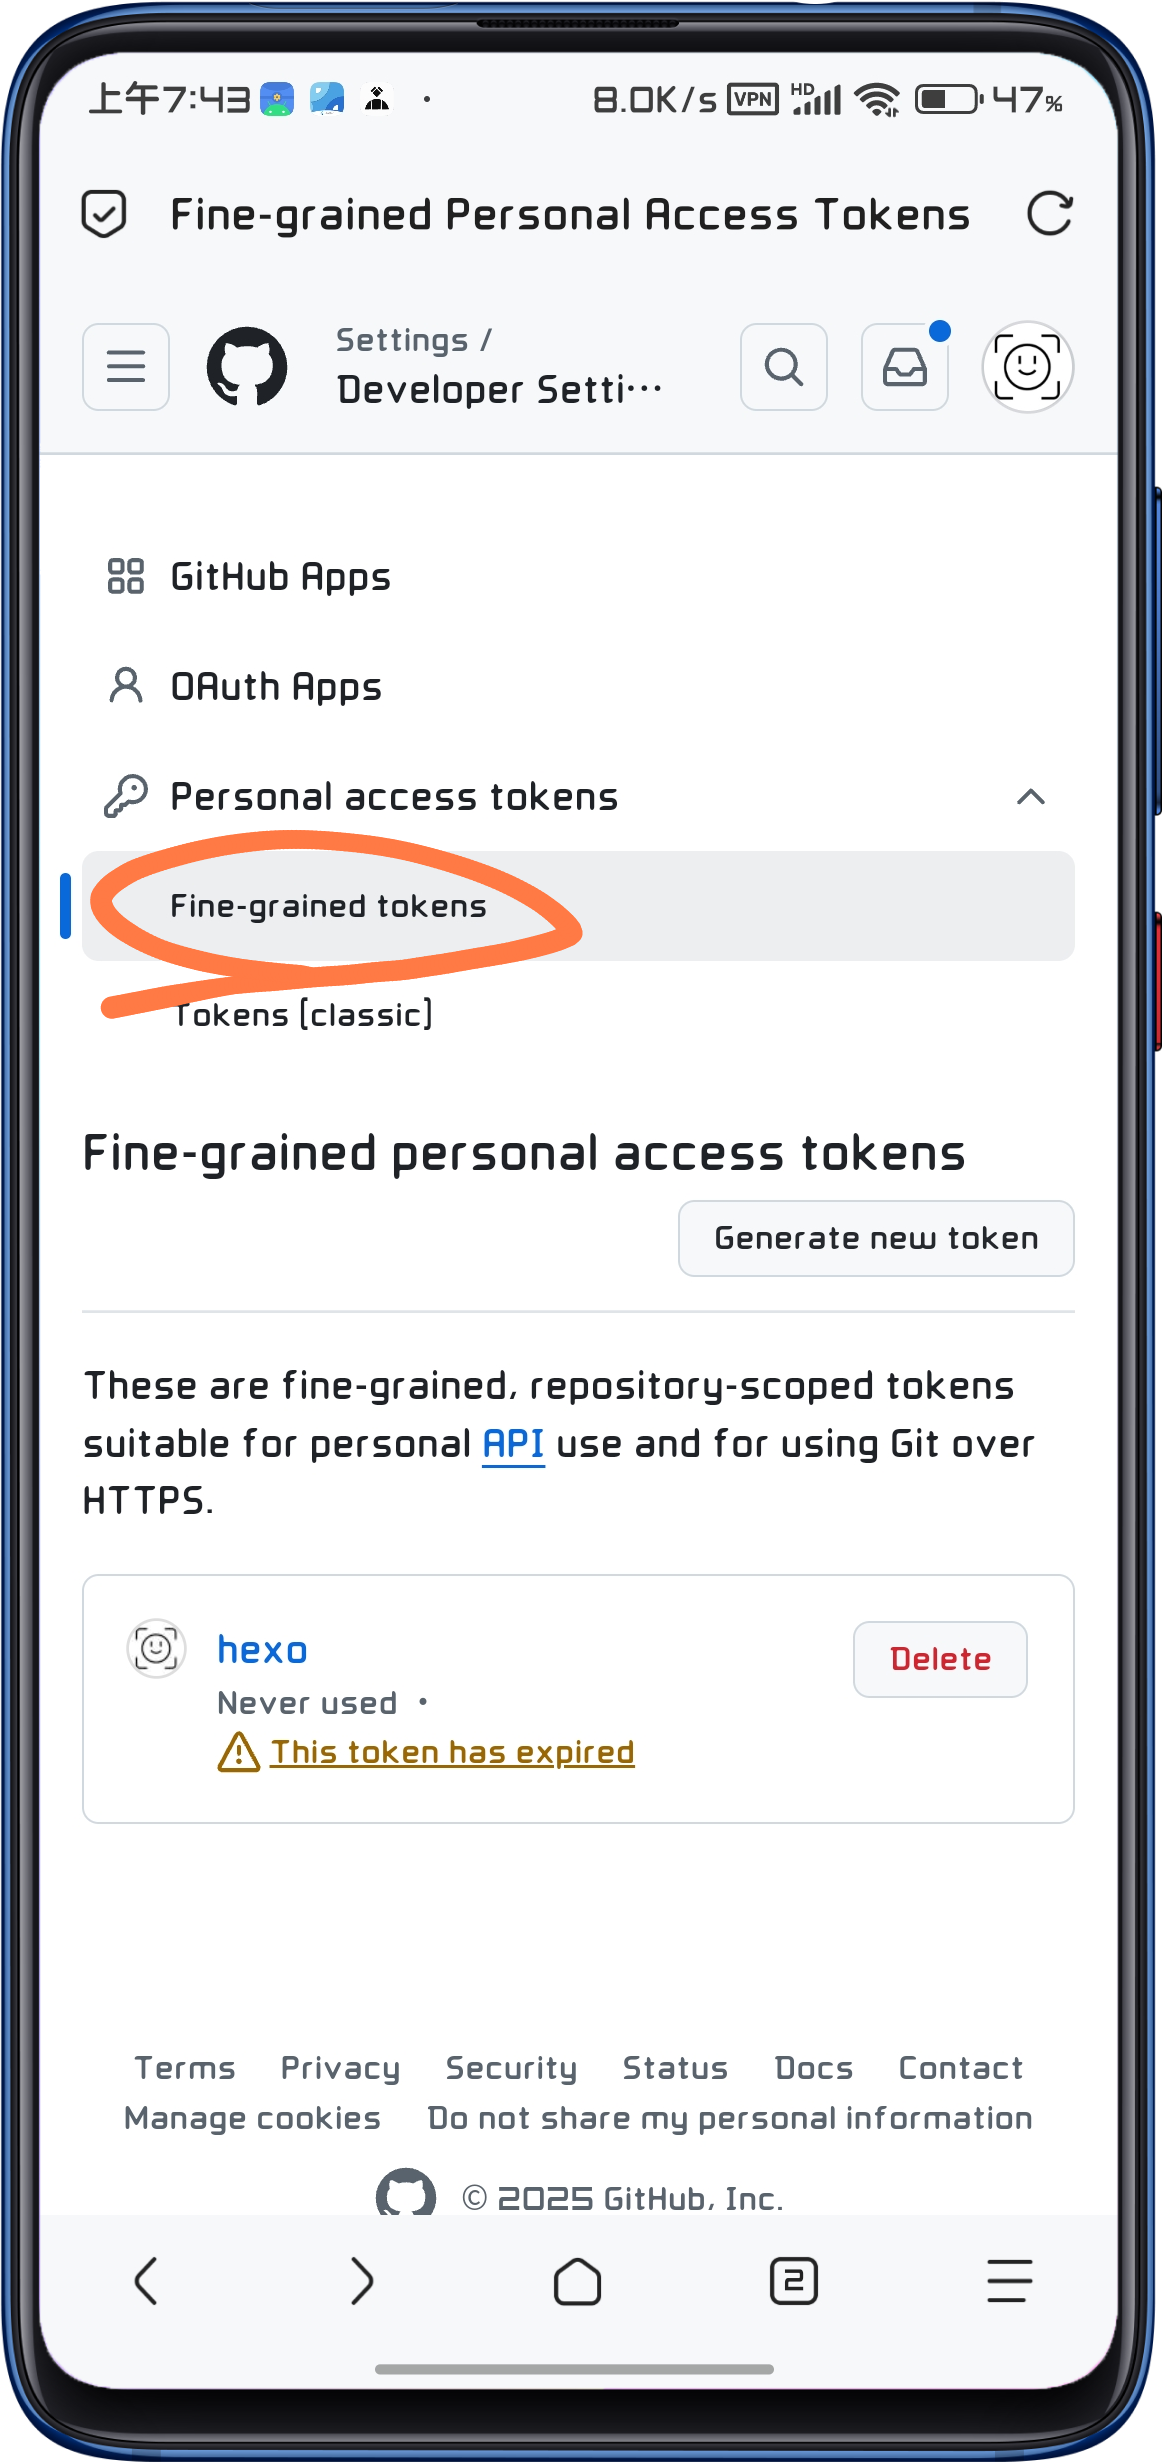 上午7:43 8.0K/s VPN HD 47%
Fine-grained Personal Access Tokens
Settings /
Developer Setti···
GitHub Apps
OAuth Apps
Personal access tokens
Fine-grained tokens
Tokens [classic]
Fine-grained personal access tokens
Generate new token
These are fine-grained, repository-scoped tokens
suitable for personal API use and for using Git over
HTTPS.
hexo
Delete
Never used •
This token has expired
Terms Privacy Security Status Docs Contact
Manage cookies Do not share my personal information
© 2025 GitHub, Inc.
2